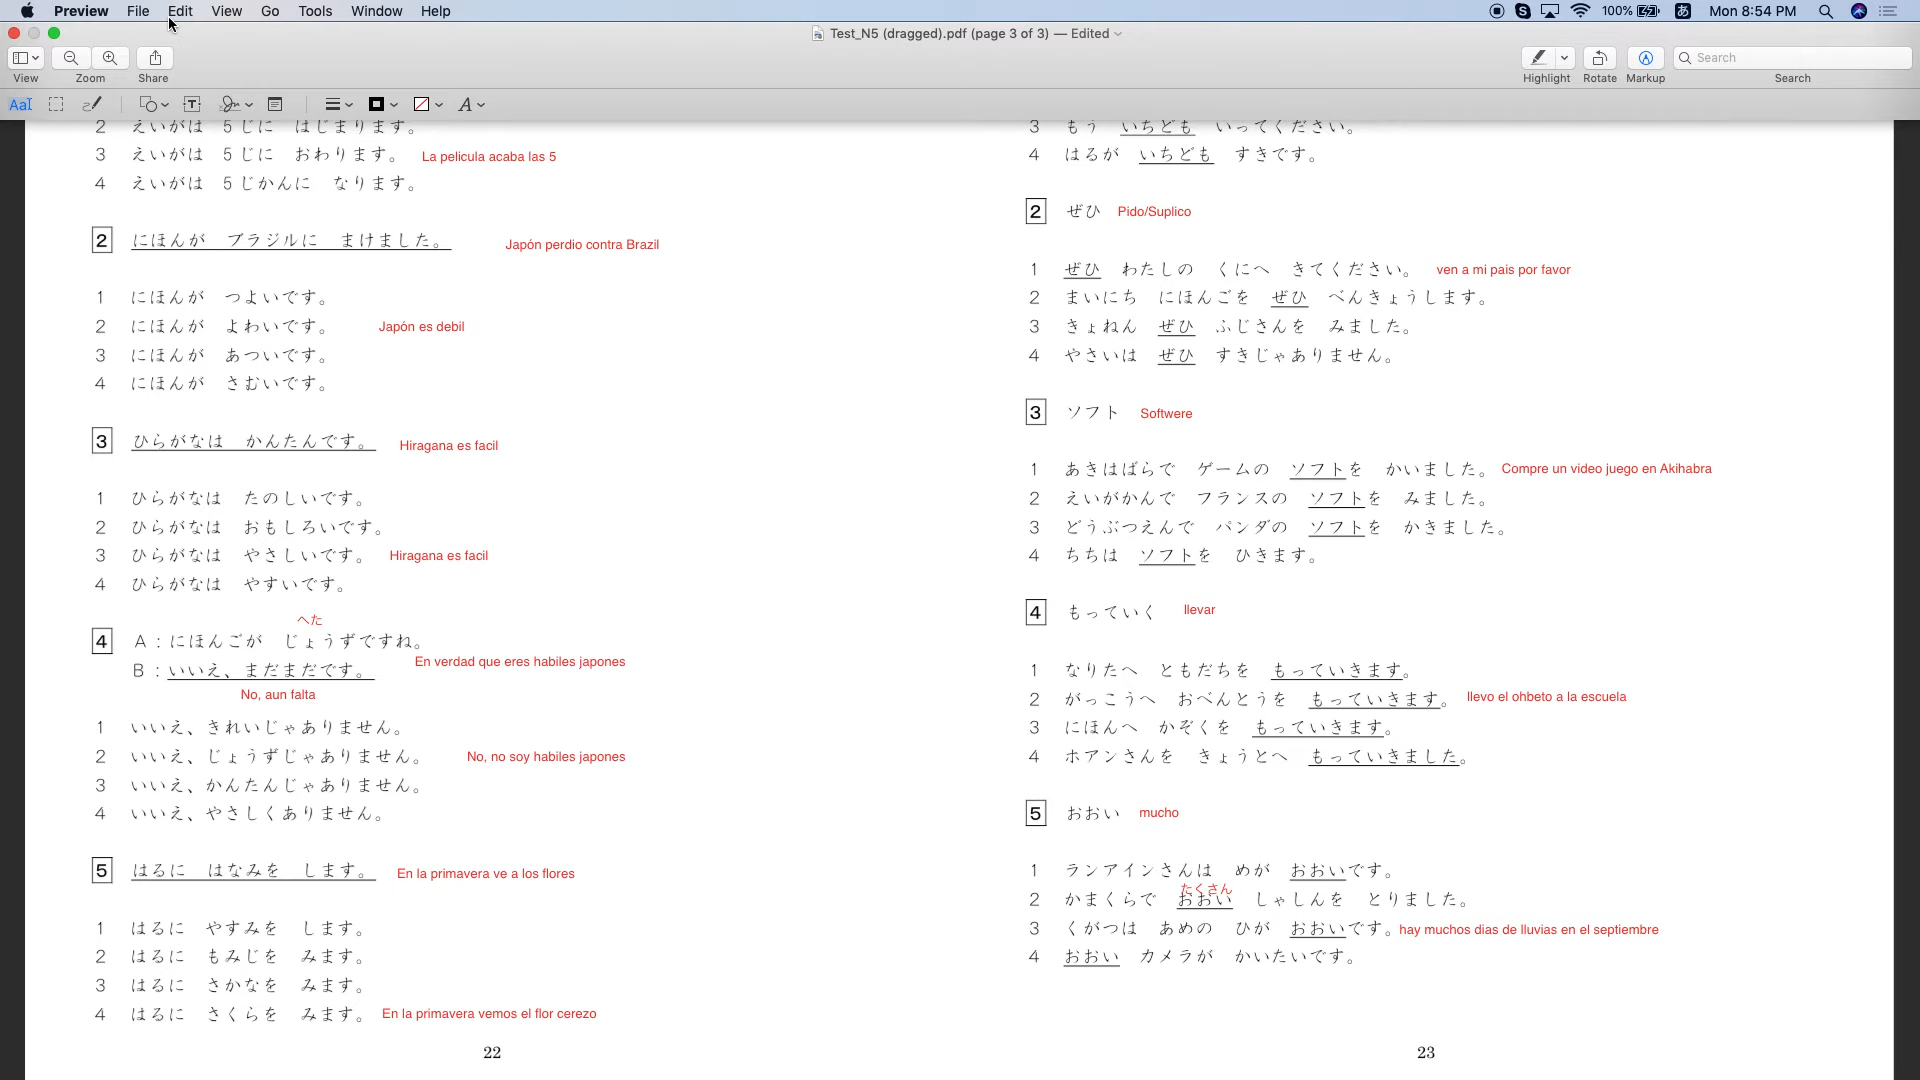 Preview File Edit View Go Tools Window Help
100% あ Mon 8:54 PM
Test_N5 (dragged).pdf (page 3 of 3) — Edited
Search
View Zoom Share Highlight Rotate Markup Search
2 えいがは 5じに はじまります。
3 えいがは 5じに おわります。 La pelicula acaba las 5
4 えいがは 5じかんに なります。
2 にほんが ブラジルに まけました。 Japón perdio contra Brazil
1 にほんが つよいです。
2 にほんが よわいです。 Japón es debil
3 にほんが あついです。
4 にほんが さむいです。
3 ひらがなは かんたんです。 Hiragana es facil
1 ひらがなは たのしいです。
2 ひらがなは おもしろいです。
3 ひらがなは やさしいです。 Hiragana es facil
4 ひらがなは やすいです。
へた
4 A:にほんごが じょうずですね。
B:いいえ、まだまだです。 En verdad que eres habiles japones
No, aun falta
1 いいえ、きれいじゃありません。
2 いいえ、じょうずじゃありません。 No, no soy habiles japones
3 いいえ、かんたんじゃありません。
4 いいえ、やさしくありません。
5 はるに はなみを します。 En la primavera ve a los flores
1 はるに やすみを します。
2 はるに もみじを みます。
3 はるに さかなを みます。
4 はるに さくらを みます。 En la primavera vemos el flor cerezo
22
3 もう いちども いってください。
4 はるが いちども すきです。
2 ぜひ Pido/Suplico
1 ぜひ わたしの くにへ きてください。 ven a mi pais por favor
2 まいにち にほんごを ぜひ べんきょうします。
3 きょねん ぜひ ふじさんを みました。
4 やさいは ぜひ すきじゃありません。
3 ソフト Softwere
1 あきはばらで ゲームの ソフトを かいました。 Compre un video juego en Akihabra
2 えいがかんで フランスの ソフトを みました。
3 どうぶつえんで パンダの ソフトを かきました。
4 ちちは ソフトを ひきます。
4 もっていく llevar
1 なりたへ ともだちを もっていきます。
2 がっこうへ おべんとうを もっていきます。 llevo el ohbeto a la escuela
3 にほんへ かぞくを もっていきます。
4 ホアンさんを きょうとへ もっていきました。
5 おおい mucho
1 ランアインさんは めが おおいです。
たくさん
2 かまくらで おおい しゃしんを とりました。
3 くがつは あめの ひが おおいです。 hay muchos dias de lluvias en el septiembre
4 おおい カメラが かいたいです。
23